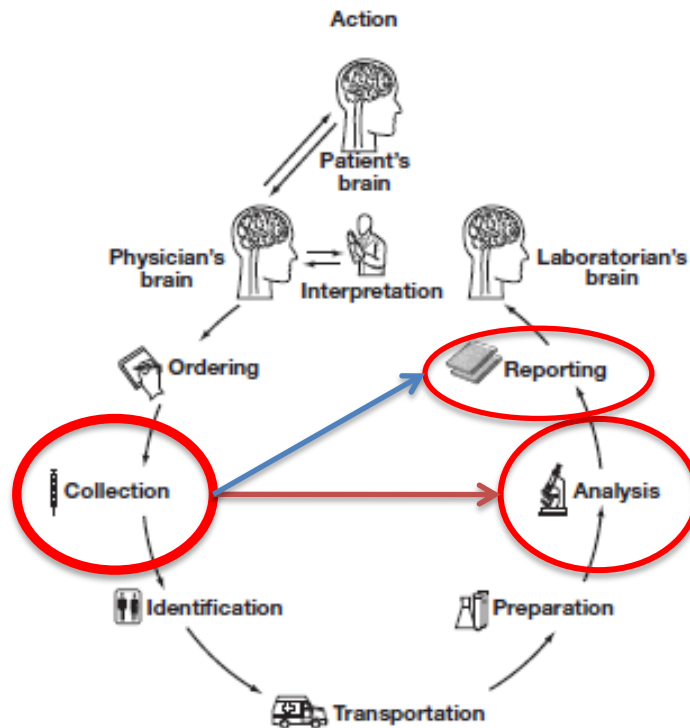 Action
Patient's
brain
Physician's
brain
Interpretation
Laboratorian's
brain
Ordering
Reporting
Collection
Analysis
Identification
Preparation
Transportation